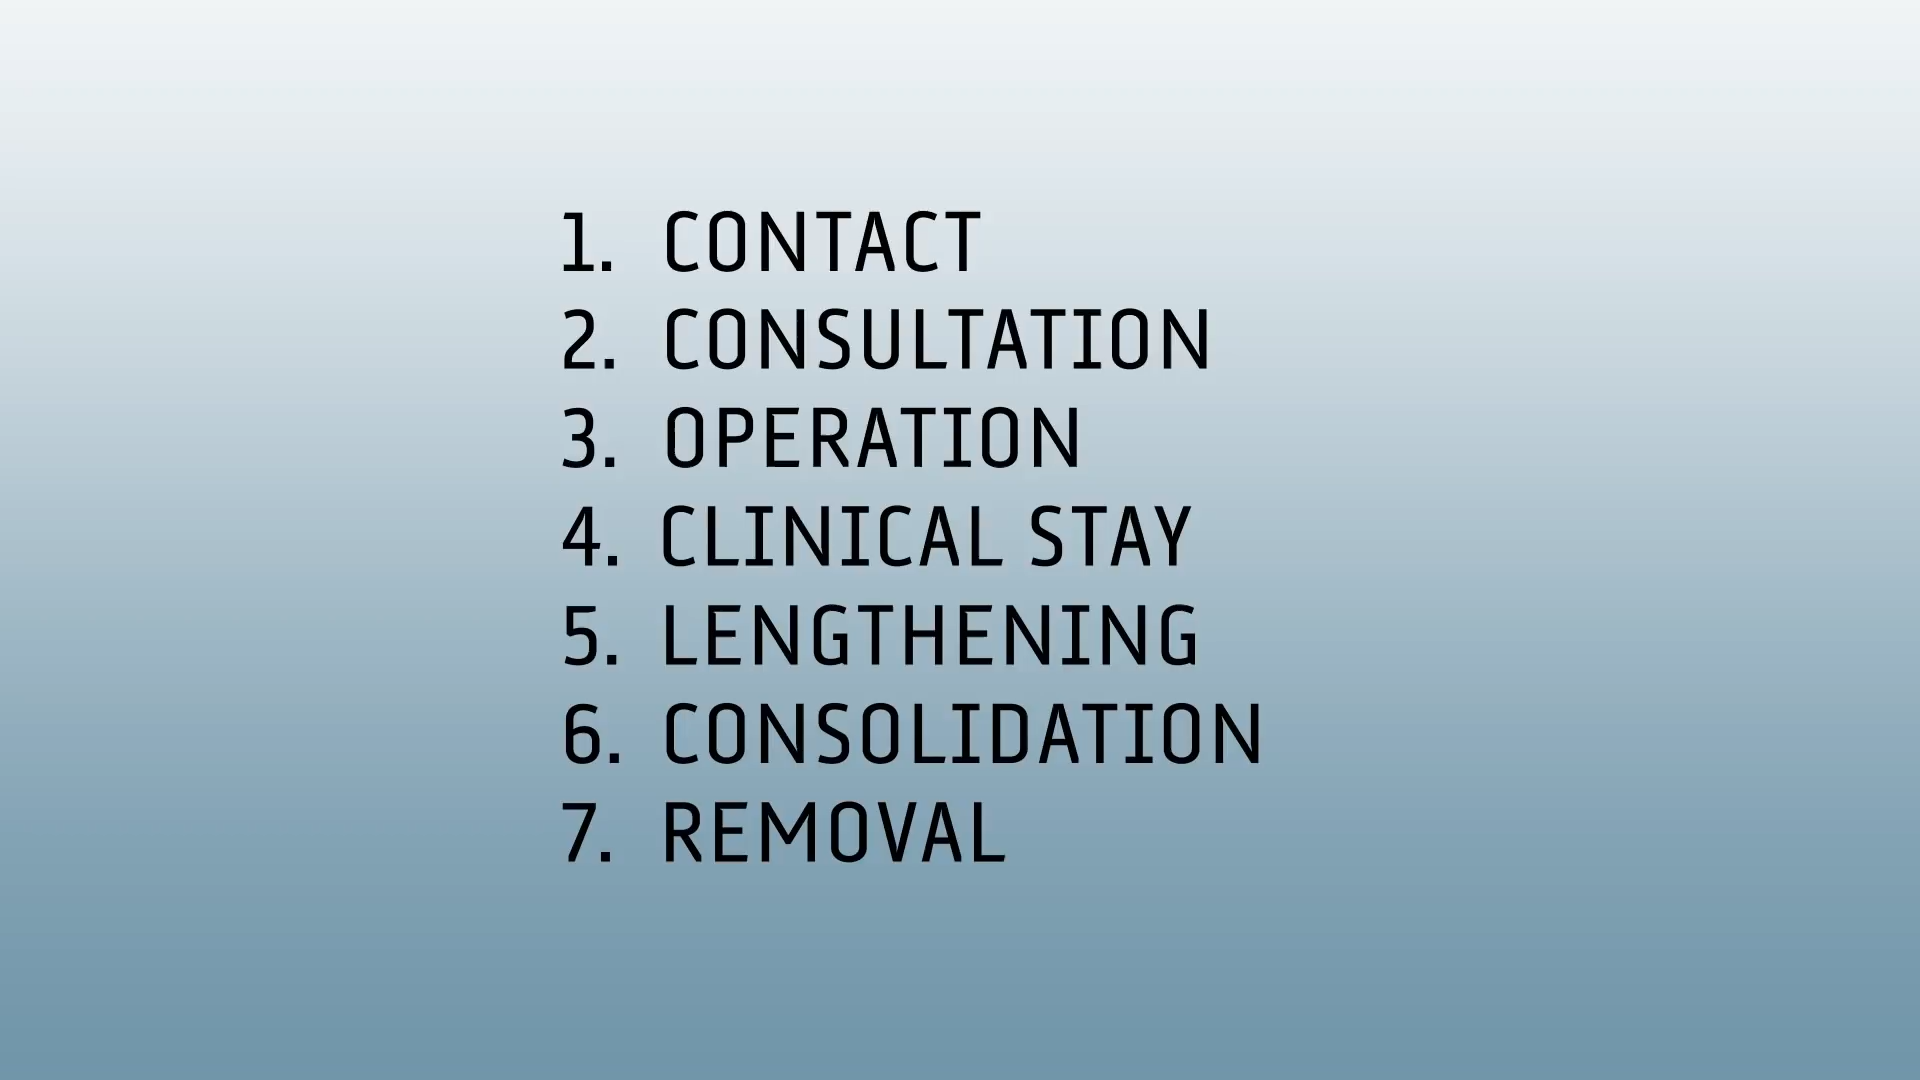 1. CONTACT
2. CONSULTATION
3. OPERATION
4. CLINICAL STAY
5. LENGTHENING
6. CONSOLIDATION
7. REMOVAL